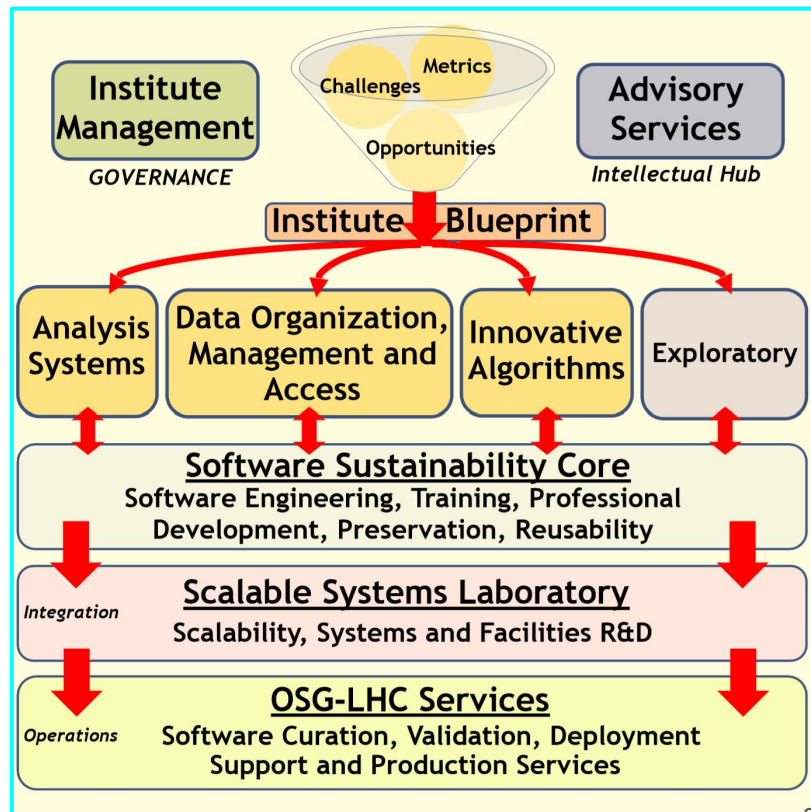 Institute
Management
GOVERNANCE
Challenges
Metrics
Opportunities
Advisory
Services
Intellectual Hub
Institute Blueprint
Analysis
Systems
Data Organization,
Management and
Access
Innovative
Algorithms
Exploratory
Software Sustainability Core
Software Engineering, Training, Professional
Development, Preservation, Reusability
Integration
Scalable Systems Laboratory
Scalability, Systems and Facilities R&D
Operations
OSG-LHC Services
Software Curation, Validation, Deployment
Support and Production Services